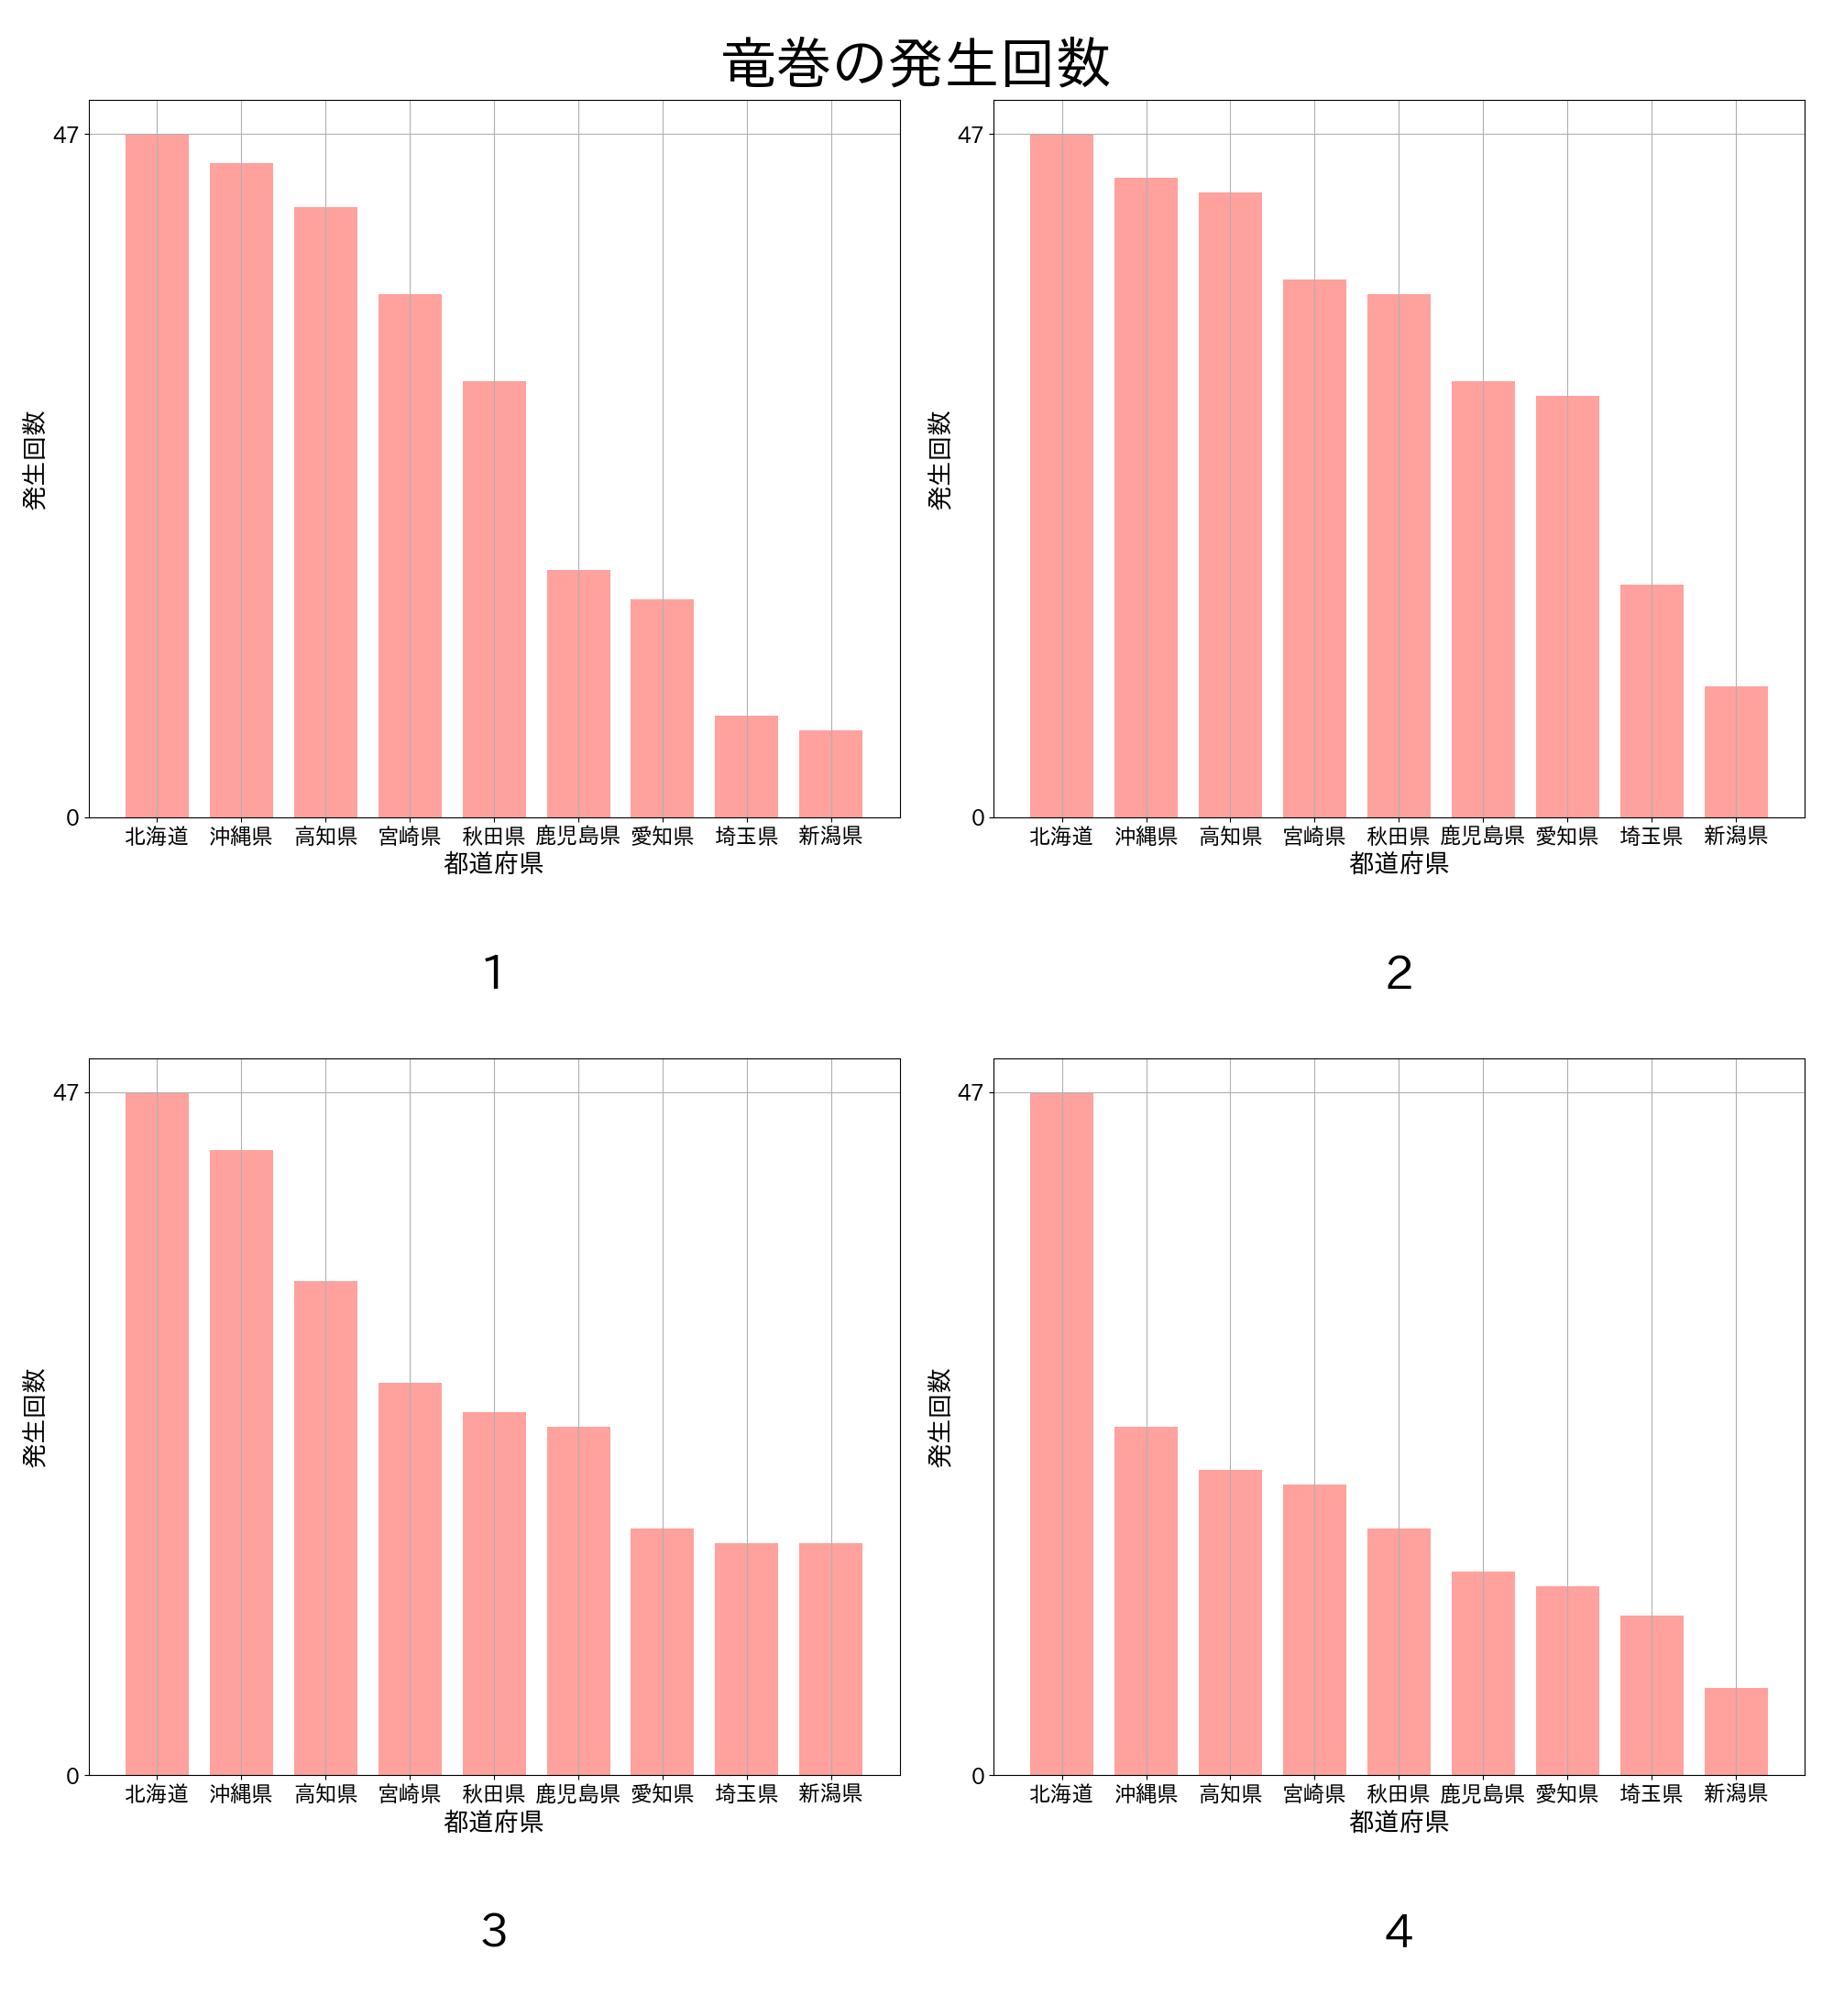 竜巻の発生回数
47
0
発生回数
北海道 沖縄県 高知県 宮崎県 秋田県 鹿児島県 愛知県 埼玉県 新潟県
都道府県
1
47
0
発生回数
北海道 沖縄県 高知県 宮崎県 秋田県 鹿児島県 愛知県 埼玉県 新潟県
都道府県
2
47
0
発生回数
北海道 沖縄県 高知県 宮崎県 秋田県 鹿児島県 愛知県 埼玉県 新潟県
都道府県
3
47
0
発生回数
北海道 沖縄県 高知県 宮崎県 秋田県 鹿児島県 愛知県 埼玉県 新潟県
都道府県
4